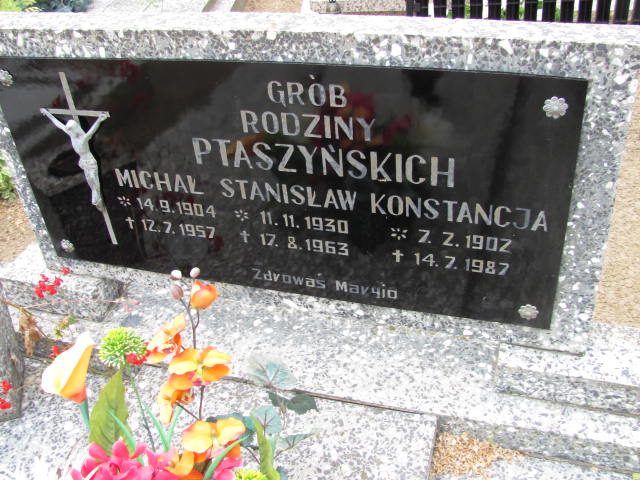 GRÒB
RODZINY
PTASZYŃSKICH
MICHAŁ STANISŁAW KONSTANCJA
* 14.9.1904 * 11.11.1930 * 7.2.1902
† 12.7.1957 † 17.8.1963 † 14.7.1987
Zdrowaś Maryjo